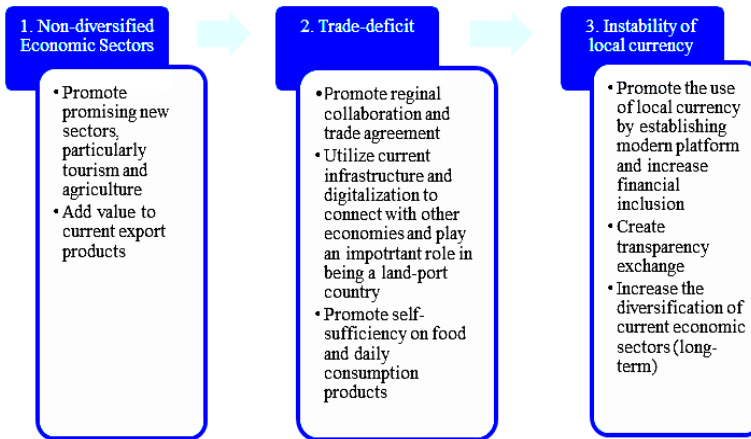 1. Non-diversified
Economic Sectors
• Promote
promising new
sectors,
particularly
tourism and
agriculture
• Add value to
current export
products
2. Trade-deficit
•Promote reginal
collaboration and
trade agreement
• Utilize current
infrastructure and
digitalization to
connect with other
economies and play
an impotrtant role in
being a land-port
country
• Promote self-
sufficiency on food
and daily
consumption
products
3. Instability of
local currency
• Promote the use
of local currency
by establishing
modern platform
and increase
financial
inclusion
• Create
transparency
exchange
• Increase the
diversification of
current economic
sectors (long-
term)